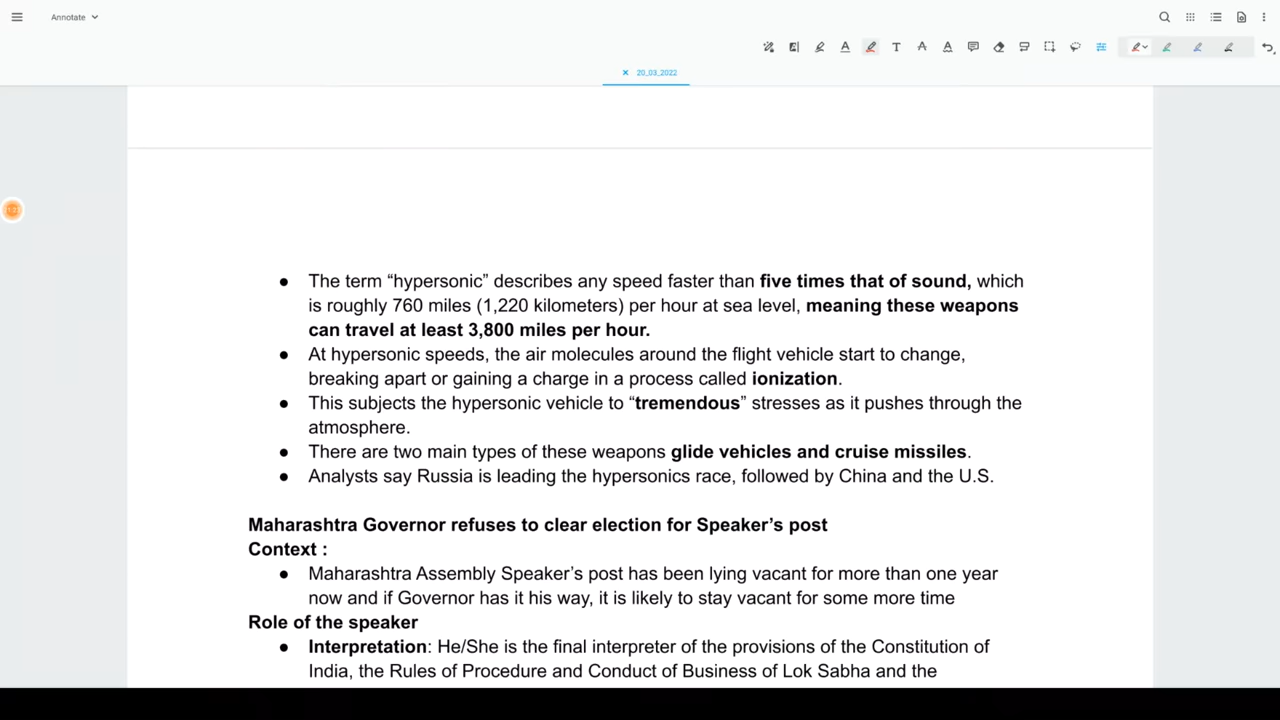 Annotate
20_03_2022
● The term “hypersonic” describes any speed faster than five times that of sound, which
is roughly 760 miles (1,220 kilometers) per hour at sea level, meaning these weapons
can travel at least 3,800 miles per hour.
● At hypersonic speeds, the air molecules around the flight vehicle start to change,
breaking apart or gaining a charge in a process called ionization.
● This subjects the hypersonic vehicle to “tremendous” stresses as it pushes through the
atmosphere.
● There are two main types of these weapons glide vehicles and cruise missiles.
● Analysts say Russia is leading the hypersonics race, followed by China and the U.S.
Maharashtra Governor refuses to clear election for Speaker’s post
Context :
● Maharashtra Assembly Speaker’s post has been lying vacant for more than one year
now and if Governor has it his way, it is likely to stay vacant for some more time
Role of the speaker
● Interpretation: He/She is the final interpreter of the provisions of the Constitution of
India, the Rules of Procedure and Conduct of Business of Lok Sabha and the